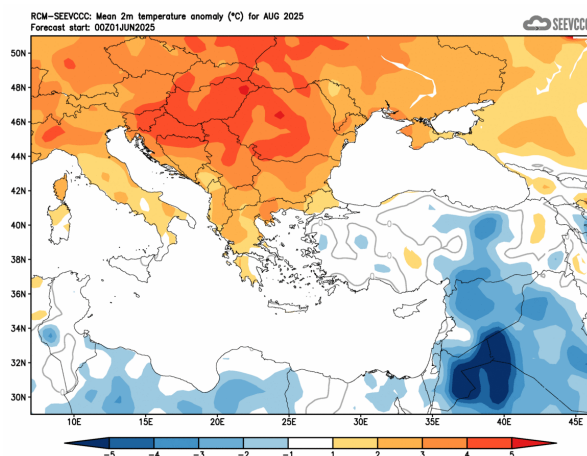 RCM-SEEVCCC: Mean 2m temperature anomaly (°C) for AUG 2025
Forecast start: 00Z01JUN2025
SEEVCCC
50N
48N
46N
44N
42N
40N
38N
36N
34N
32N
30N
10E 15E 20E 25E 30E 35E 40E 45E
-5 -4 -3 -2 -1 1 2 3 4 5